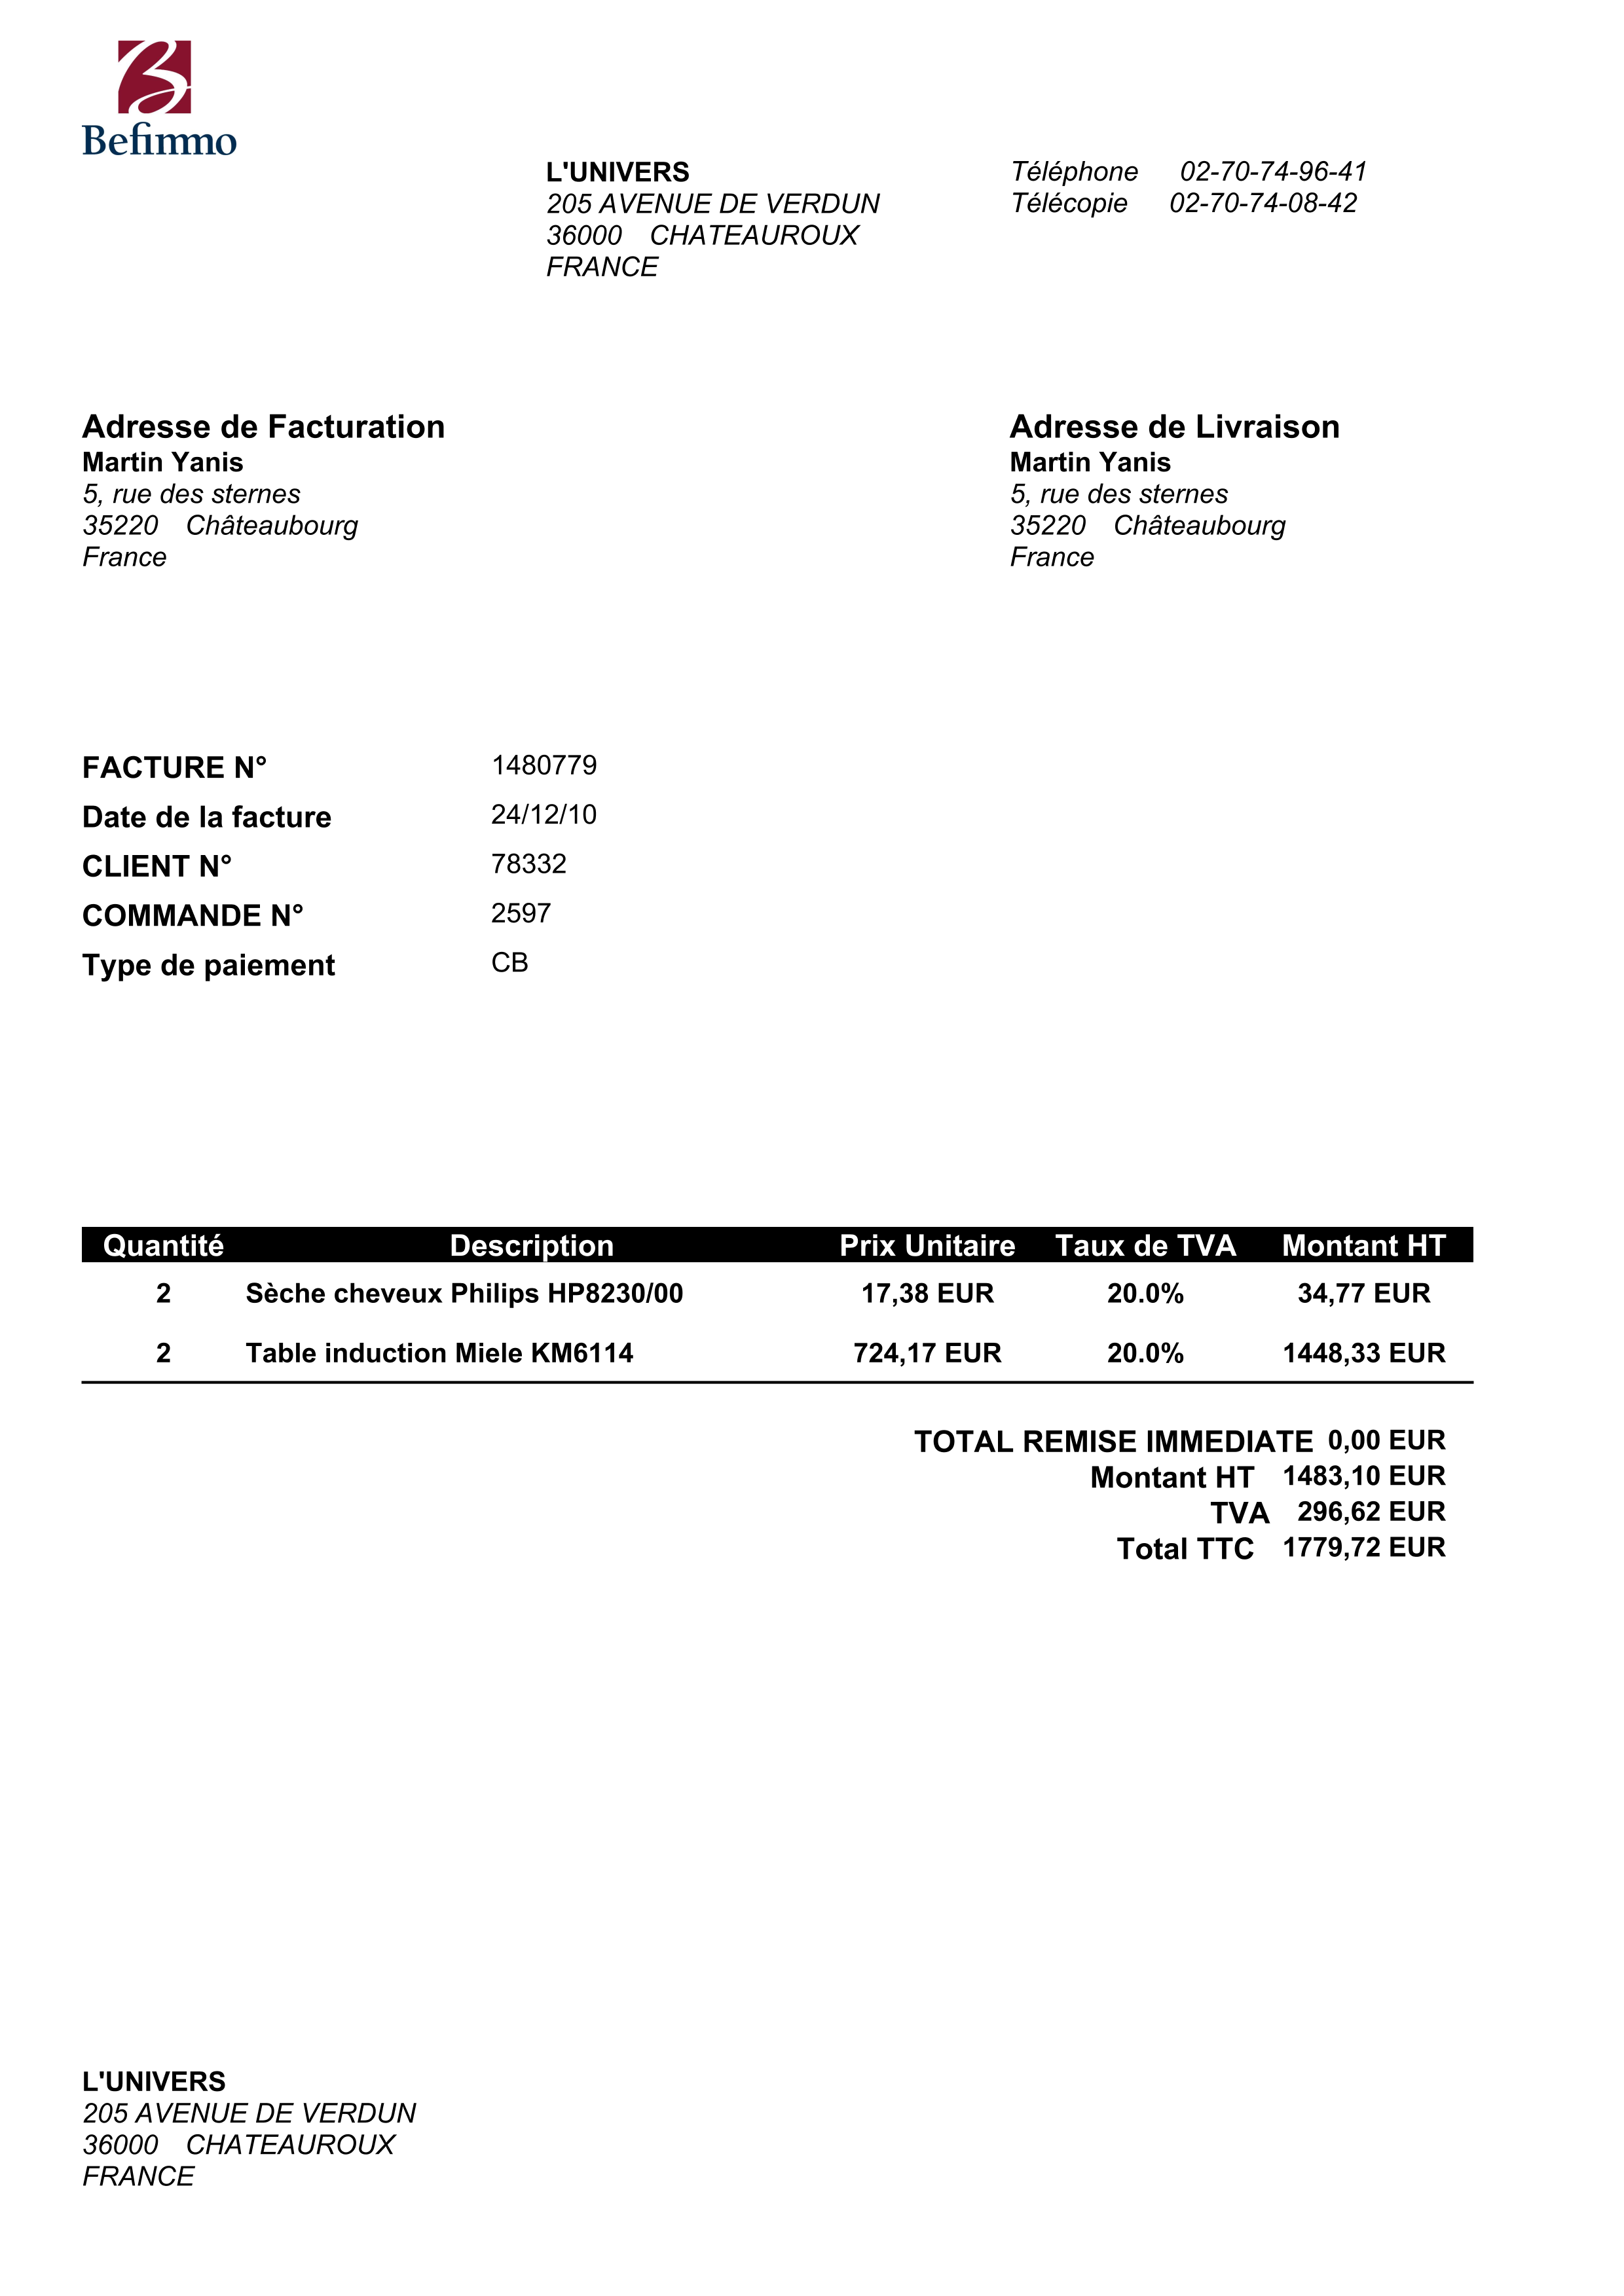 Befimmo
L'UNIVERS
205 AVENUE DE VERDUN
36000 CHATEAUROUX
FRANCE
Téléphone 02-70-74-96-41
Télécopie 02-70-74-08-42
Adresse de Facturation
Martin Yanis
5, rue des sternes
35220 Châteaubourg
France
Adresse de Livraison
Martin Yanis
5, rue des sternes
35220 Châteaubourg
France
FACTURE N° 1480779
Date de la facture 24/12/10
CLIENT N° 78332
COMMANDE N° 2597
Type de paiement CB
Quantité Description Prix Unitaire Taux de TVA Montant HT
2 Sèche cheveux Philips HP8230/00 17,38 EUR 20.0% 34,77 EUR
2 Table induction Miele KM6114 724,17 EUR 20.0% 1448,33 EUR
TOTAL REMISE IMMEDIATE 0,00 EUR
Montant HT 1483,10 EUR
TVA 296,62 EUR
Total TTC 1779,72 EUR
L'UNIVERS
205 AVENUE DE VERDUN
36000 CHATEAUROUX
FRANCE